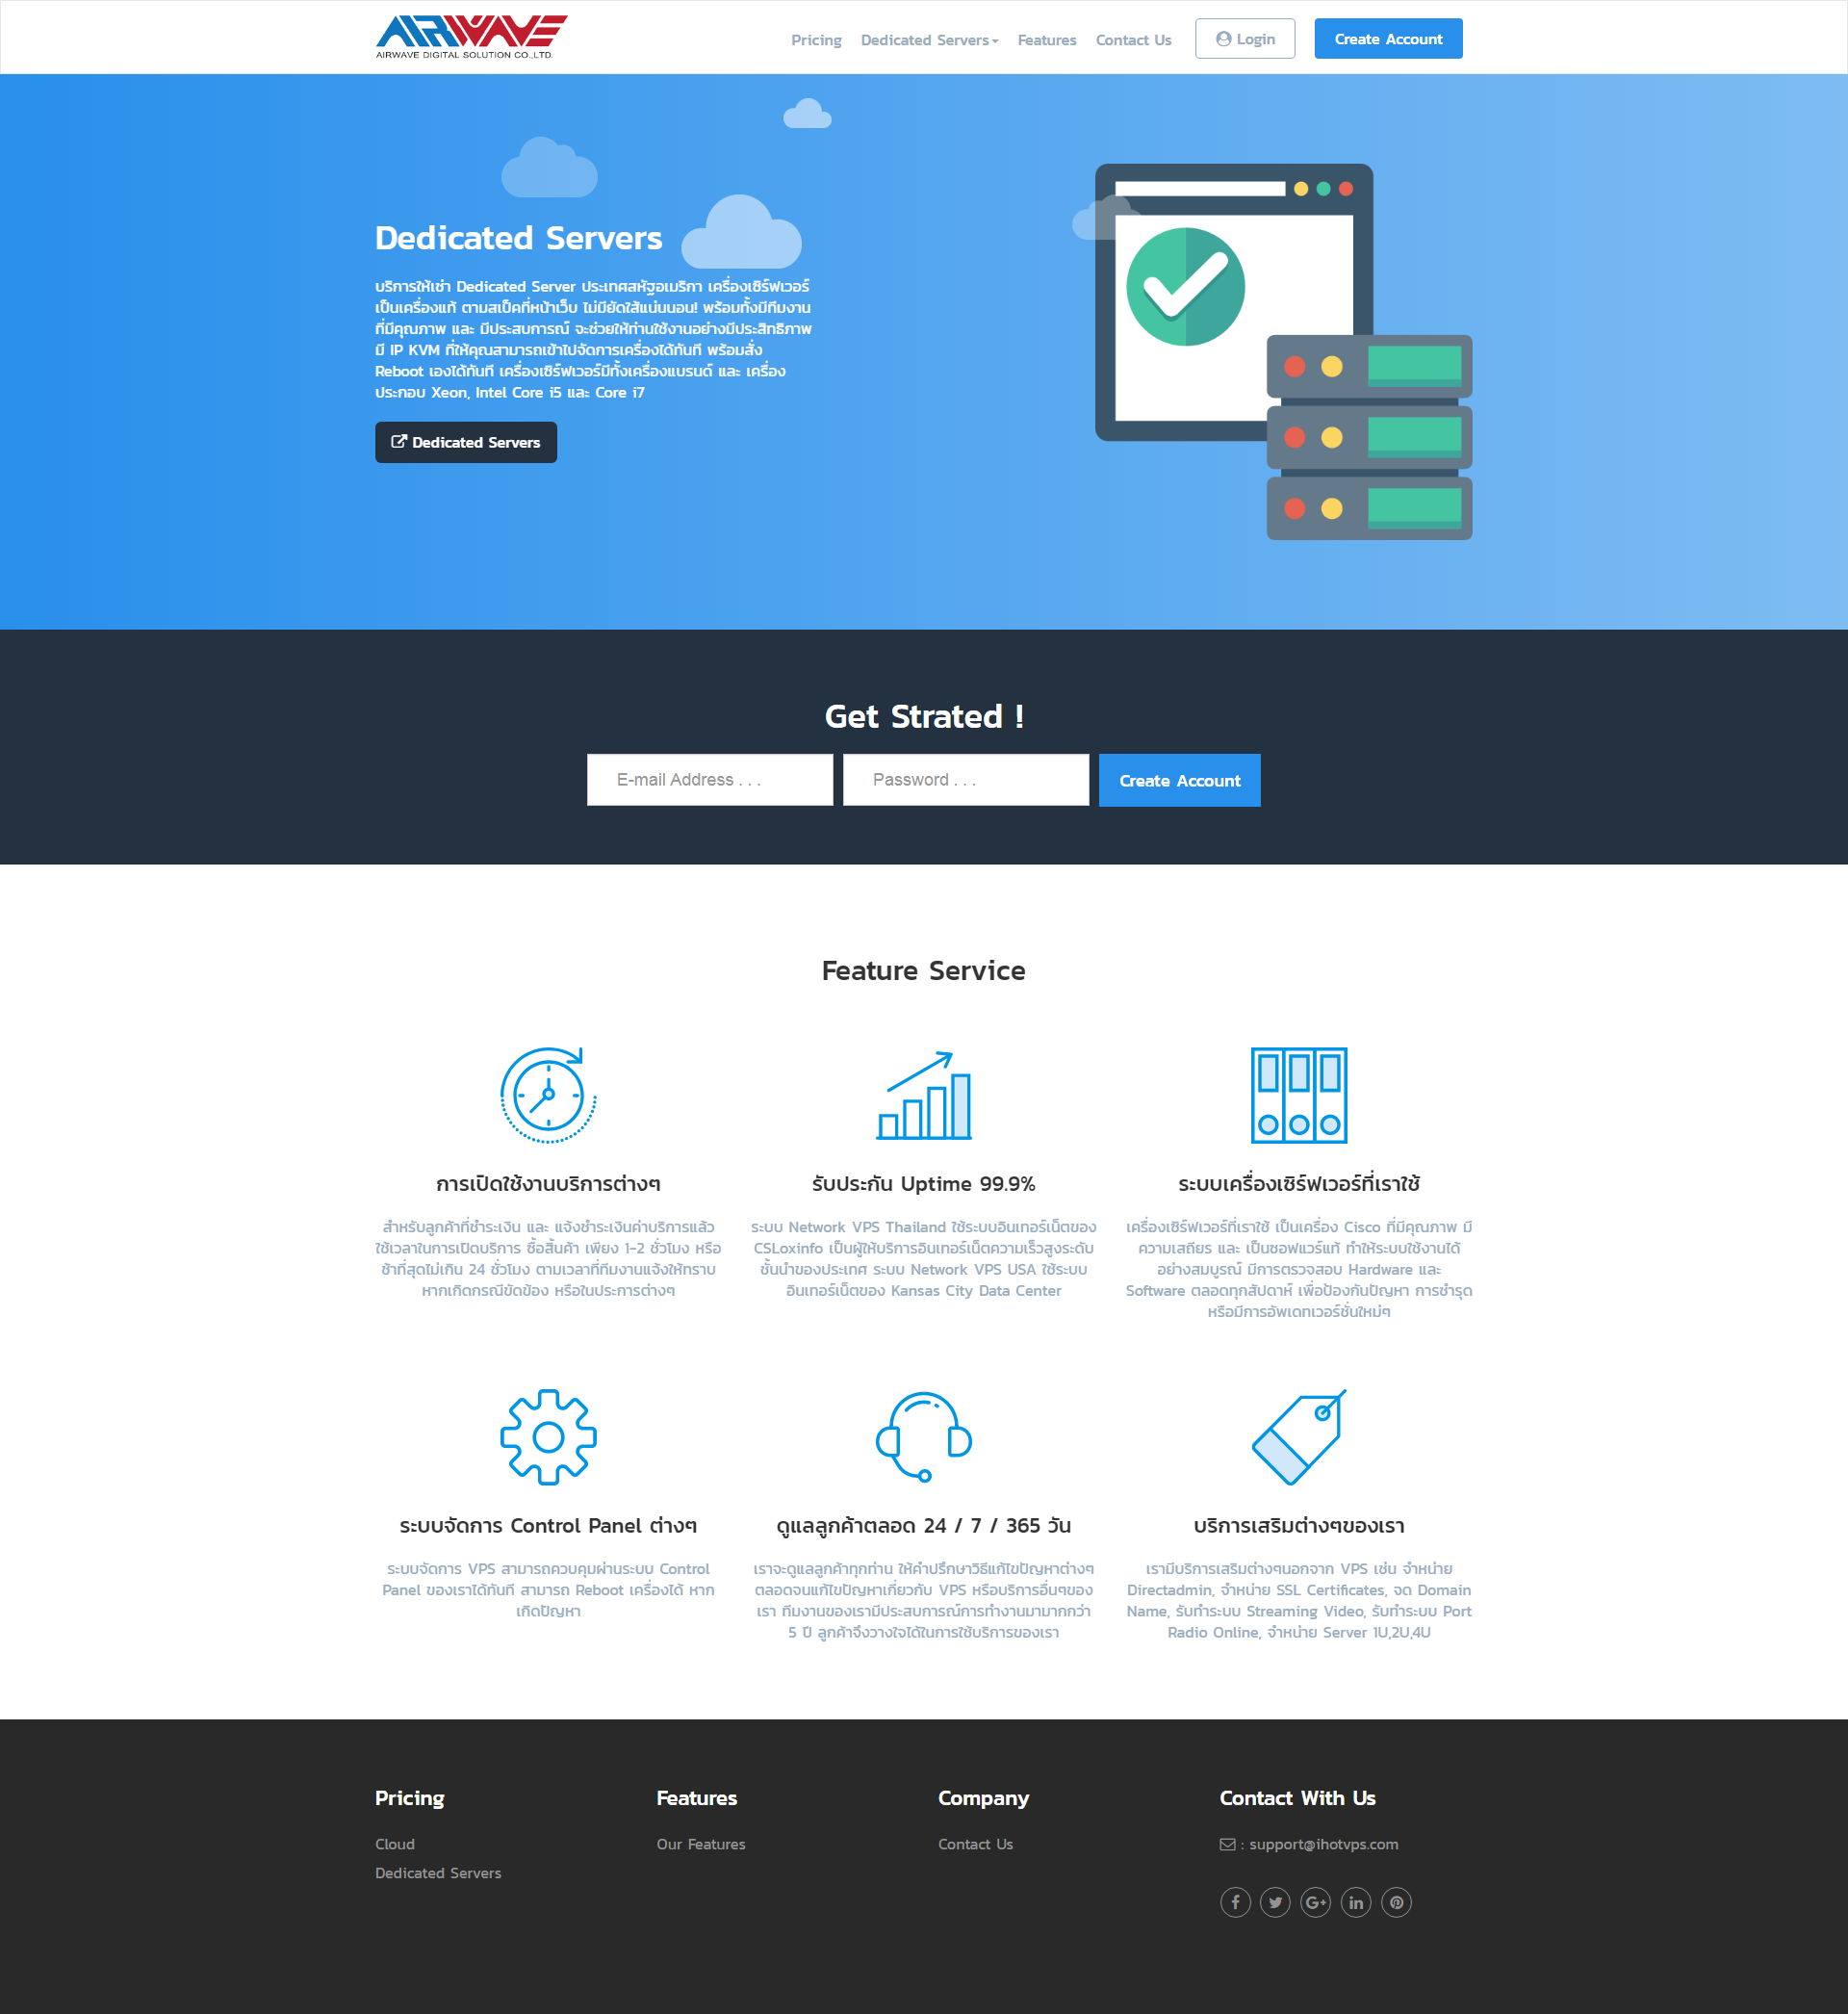 AIRWAVE
AIRWAVE DIGITAL SOLUTION CO.,LTD.
Pricing
Dedicated Servers
Features
Contact Us
Login
Create Account
Dedicated Servers
บริการให้เช่า Dedicated Server ประเทศสหัฐอเมริกา เครื่องเซิร์ฟเวอร์
เป็นเครื่องแท้ ตามสเป็คที่หน้าเว็บ ไม่มียัดใส้แน่นนอน! พร้อมทั้งมีทีมงาน
ที่มีคุณภาพ และ มีประสบการณ์ จะช่วยให้ท่านใช้งานอย่างมีประสิทธิภาพ
มี IP KVM ที่ให้คุณสามารถเข้าไปจัดการเครื่องได้ทันที พร้อมสั่ง
Reboot เองได้ทันที เครื่องเซิร์ฟเวอร์มีทั้งเครื่องแบรนด์ และ เครื่อง
ประกอบ Xeon, Intel Core i5 และ Core i7
Dedicated Servers
Get Strated !
E-mail Address . . .
Password . . .
Create Account
Feature Service
การเปิดใช้งานบริการต่างๆ
สำหรับลูกค้าที่ชำระเงิน และ แจ้งชำระเงินค่าบริการแล้ว
ใช้เวลาในการเปิดบริการ ซื้อสิ้นค้า เพียง 1-2 ชั่วโมง หรือ
ช้าที่สุดไม่เกิน 24 ชั่วโมง ตามเวลาที่ทีมงานแจ้งให้ทราบ
หากเกิดกรณีขัดข้อง หรือในประการต่างๆ
รับประกัน Uptime 99.9%
ระบบ Network VPS Thailand ใช้ระบบอินเทอร์เน็ตของ
CSLoxinfo เป็นผู้ให้บริการอินเทอร์เน็ตความเร็วสูงระดับ
ชั้นนำของประเทศ ระบบ Network VPS USA ใช้ระบบ
อินเทอร์เน็ตของ Kansas City Data Center
ระบบเครื่องเซิร์ฟเวอร์ที่เราใช้
เครื่องเซิร์ฟเวอร์ที่เราใช้ เป็นเครื่อง Cisco ที่มีคุณภาพ มี
ความเสถียร และ เป็นซอฟแวร์แท้ ทำให้ระบบใช้งานได้
อย่างสมบูรณ์ มีการตรวจสอบ Hardware และ
Software ตลอดทุกสัปดาห์ เพื่อป้องกันปัญหา การชำรุด
หรือมีการอัพเดทเวอร์ชั่นใหม่ๆ
ระบบจัดการ Control Panel ต่างๆ
ระบบจัดการ VPS สามารถควบคุมผ่านระบบ Control
Panel ของเราได้ทันที สามารถ Reboot เครื่องได้ หาก
เกิดปัญหา
ดูแลลูกค้าตลอด 24 / 7 / 365 วัน
เราจะดูแลลูกค้าทุกท่าน ให้คำปรึกษาวิธีแก้ไขปัญหาต่างๆ
ตลอดจนแก้ไขปัญหาเกี่ยวกับ VPS หรือบริการอื่นๆของ
เรา ทีมงานของเรามีประสบการณ์การทำงานมามากกว่า
5 ปี ลูกค้าจึงวางใจได้ในการใช้บริการของเรา
บริการเสริมต่างๆของเรา
เรามีบริการเสริมต่างๆนอกจาก VPS เช่น จำหน่าย
Directadmin, จำหน่าย SSL Certificates, จด Domain
Name, รับทำระบบ Streaming Video, รับทำระบบ Port
Radio Online, จำหน่าย Server 1U,2U,4U
Pricing
Cloud
Dedicated Servers
Features
Our Features
Company
Contact Us
Contact With Us
: support@ihotvps.com